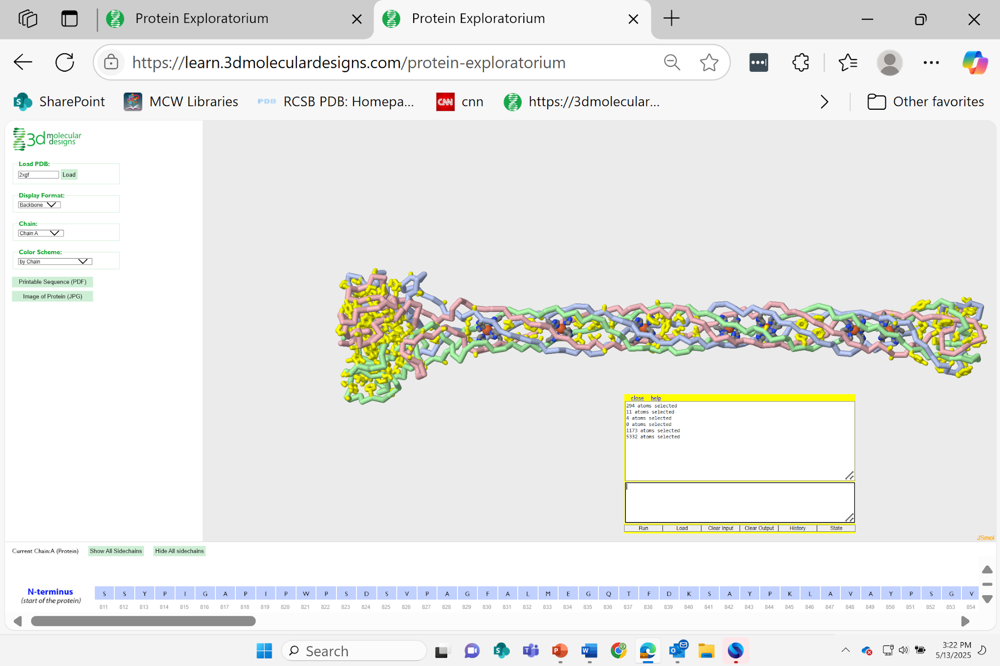 Protein Exploratorium
Protein Exploratorium
https://learn.3dmoleculardesigns.com/protein-exploratorium
SharePoint
MCW Libraries
PDB
RCSB PDB: Homepa...
CNN
cnn
https://3dmolecular...
Other favorites
3d molecular designs
Load PDB:
2xgf
Load
Display Format:
Backbone
Chain:
Chain A
Color Scheme:
by Chain
Printable Sequence (PDF)
Image of Protein (JPG)
close help
294 atoms selected
11 atoms selected
4 atoms selected
0 atoms selected
1173 atoms selected
5332 atoms selected
Run Load Clear Input Clear Output History State
JSmol
Current Chain: A (Protein) Show All Sidechains Hide All sidechains
N-terminus
(start of the protein)
S S Y P I G A P I P W P S D S V P A G F A L M E G Q T F D K S A Y P K L A V A Y P S G V
811 812 813 814 815 816 817 818 819 820 821 822 823 824 825 826 827 828 829 830 831 832 833 834 835 836 837 838 839 840 841 842 843 844 845 846 847 848 849 850 851 852 853 854
Search
3:22 PM
5/13/2025